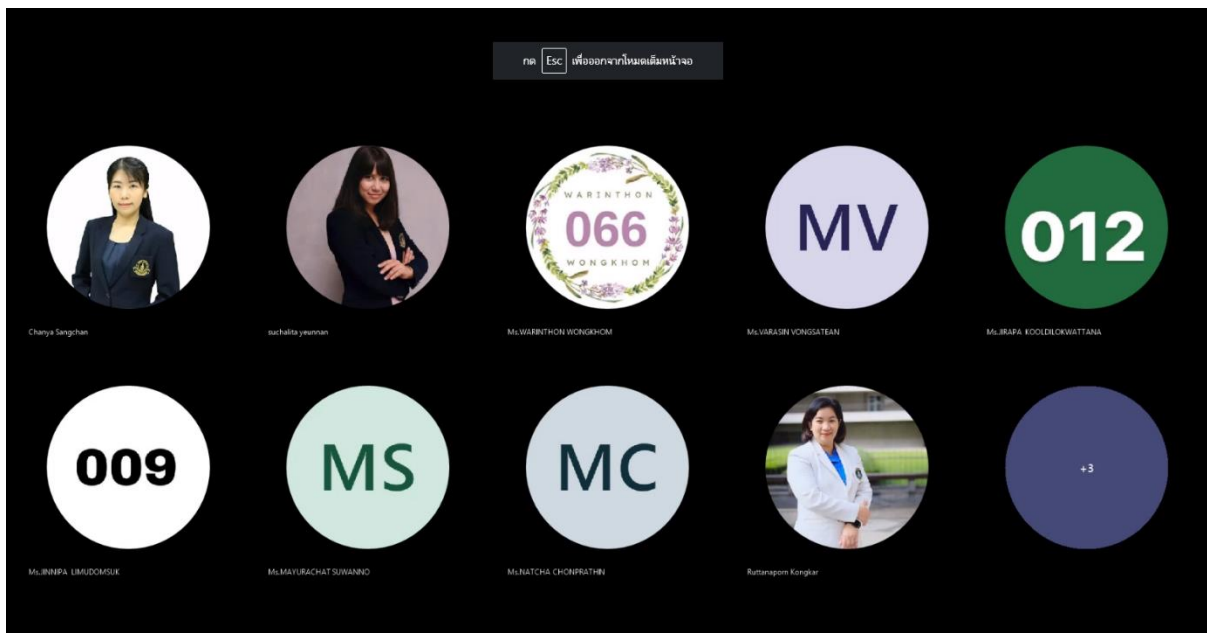 กด Esc เพื่อออกจากโหมดเต็มหน้าจอ
WARINTHON
066
WONGKHOM
MV
012
Chanya Sangchan
suchalita yeunnan
Ms.WARINTHON WONGKHOM
Ms.VARASIN VONGSATEAN
Ms.JIRAPA KOOLDILOKWATTANA
009
MS
MC
+3
Ms.JINNIPA LIMUDOMSUK
Ms.MAYURACHAT SUWANNO
Ms.NATCHA CHONPRATHIN
Ruttanaporn Kongkar